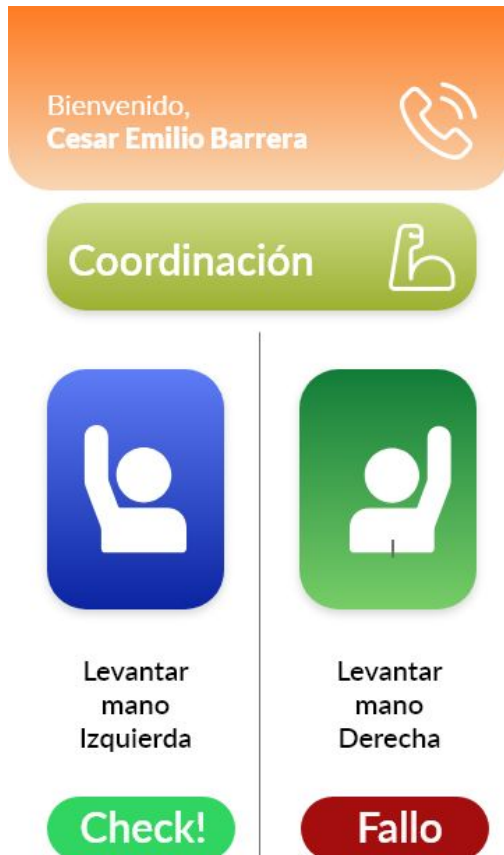 Bienvenido,
Cesar Emilio Barrera
Coordinación
Levantar
mano
Izquierda
Levantar
mano
Derecha
Check!
Fallo